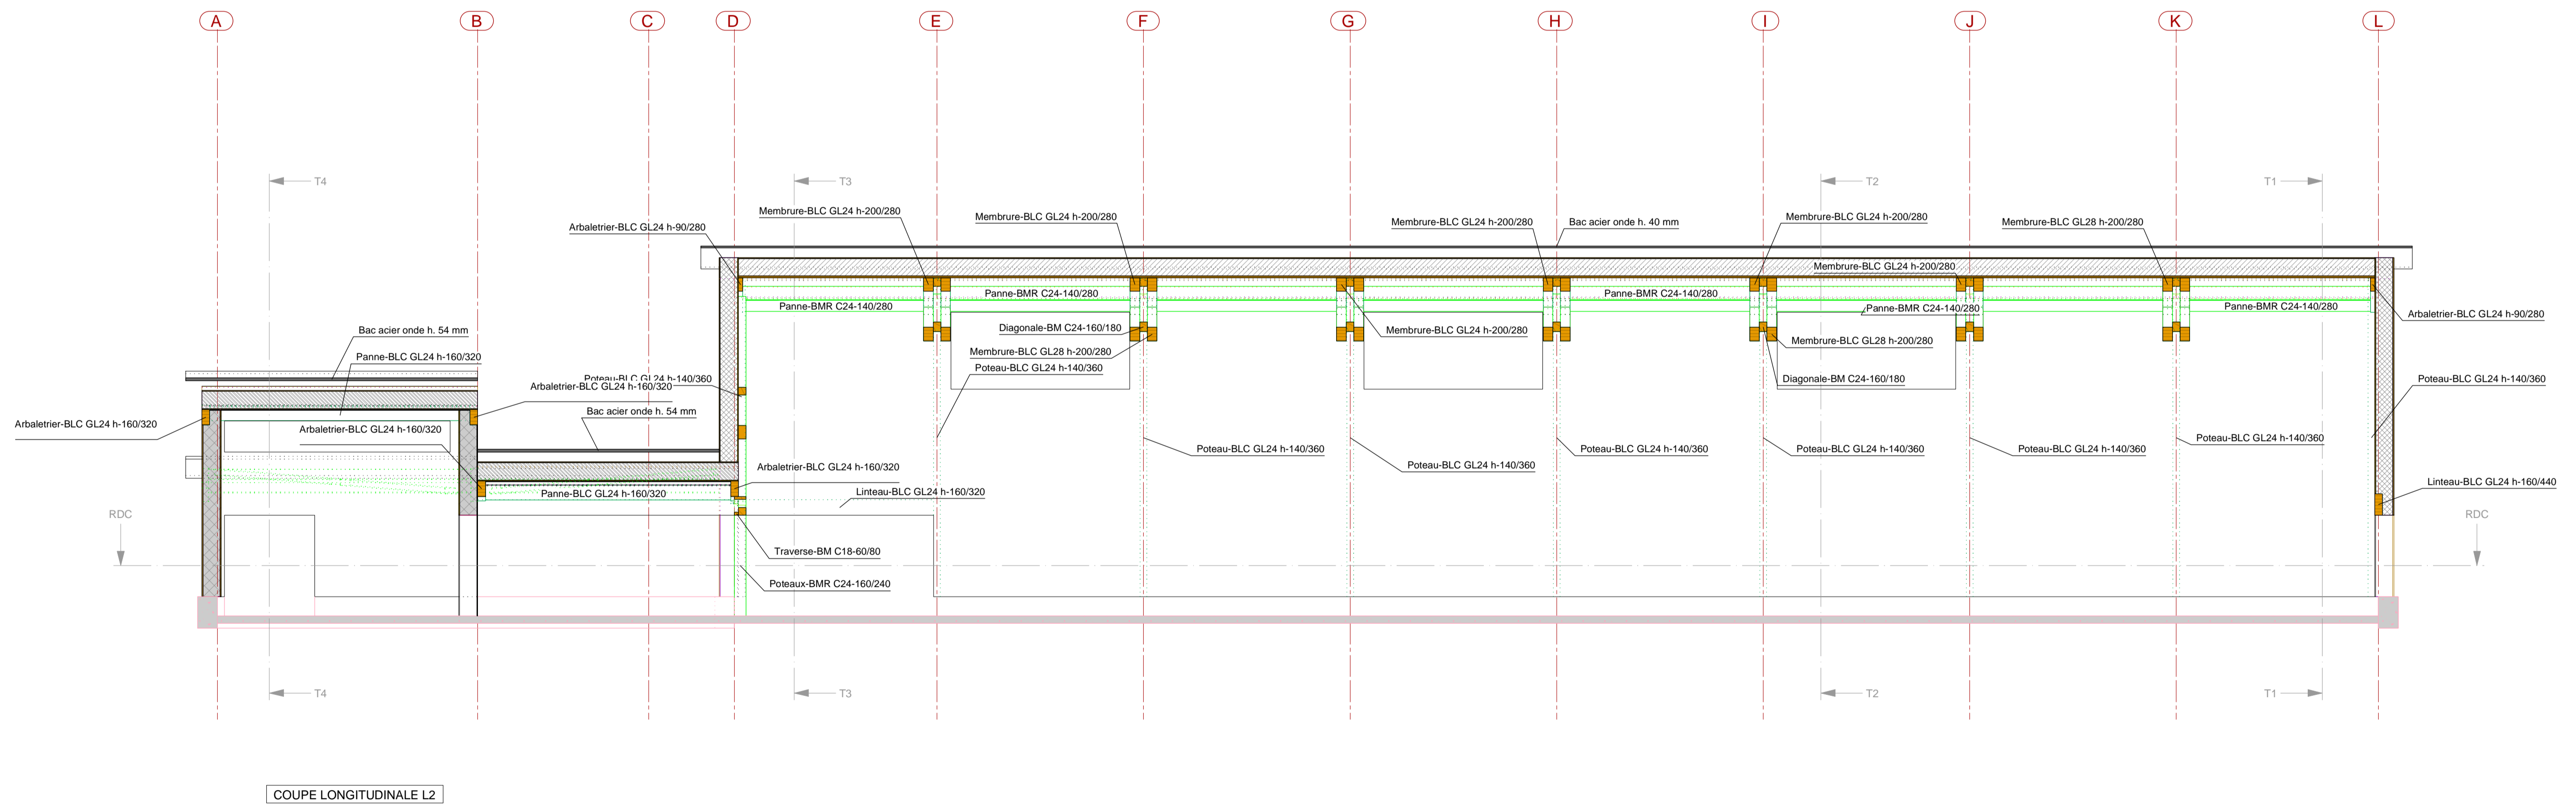 A B C D E F G H I J K L
T4 T3 T2 T1
Membrure-BLC GL24 h-200/280
Membrure-BLC GL24 h-200/280
Membrure-BLC GL24 h-200/280
Bac acier onde h. 40 mm
Membrure-BLC GL24 h-200/280
Membrure-BLC GL28 h-200/280
Arbaletrier-BLC GL24 h-90/280
Membrure-BLC GL24 h-200/280
Panne-BMR C24-140/280
Panne-BMR C24-140/280
Panne-BMR C24-140/280
Panne-BMR C24-140/280
Panne-BMR C24-140/280
Arbaletrier-BLC GL24 h-90/280
Bac acier onde h. 54 mm
Diagonale-BM C24-160/180
Membrure-BLC GL24 h-200/280
Membrure-BLC GL28 h-200/280
Panne-BLC GL24 h-160/320
Membrure-BLC GL28 h-200/280
Poteau-BLC GL24 h-140/360
Poteau-BLC GL24 h-140/360
Diagonale-BM C24-160/180
Poteau-BLC GL24 h-140/360
Arbaletrier-BLC GL24 h-160/320
Bac acier onde h. 54 mm
Arbaletrier-BLC GL24 h-160/320
Arbaletrier-BLC GL24 h-160/320
Poteau-BLC GL24 h-140/360
Poteau-BLC GL24 h-140/360
Poteau-BLC GL24 h-140/360
Poteau-BLC GL24 h-140/360
Poteau-BLC GL24 h-140/360
Poteau-BLC GL24 h-140/360
Arbaletrier-BLC GL24 h-160/320
Panne-BLC GL24 h-160/320
Linteau-BLC GL24 h-160/320
Linteau-BLC GL24 h-160/440
RDC
RDC
Traverse-BM C18-60/80
Poteaux-BMR C24-160/240
T4 T3 T2 T1
COUPE LONGITUDINALE L2